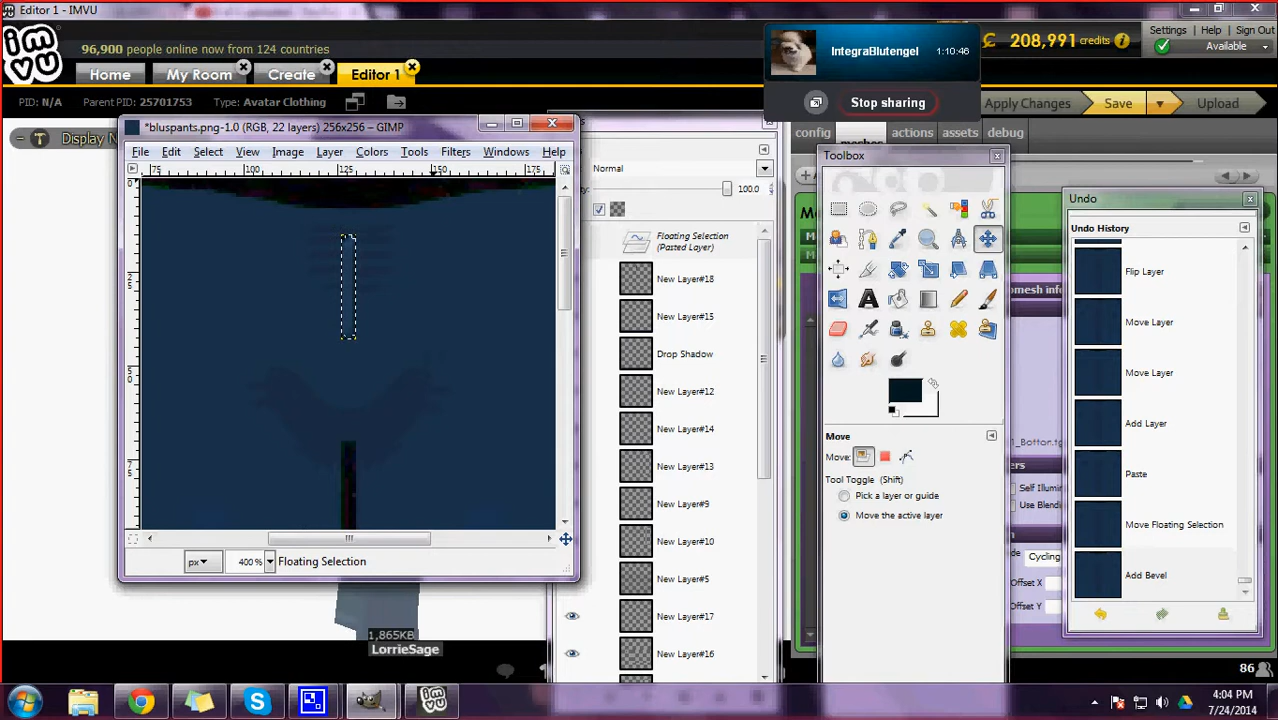 Editor 1 - IMVU
imvu
96,900 people online now from 124 countries
IntegraBlutengel
1:10:46
208,991 credits
Settings | Help | Sign Out
Available
Home
My Room
Create
Editor 1
PID: N/A
Parent PID: 25701753
Type: Avatar Clothing
Stop sharing
Apply Changes
Save
Upload
*bluspants.png-1.0 (RGB, 22 layers) 256x256 – GIMP
config
actions
assets
debug
File Edit Select View Image Layer Colors Tools Filters Windows Help
Normal
100.0
75 100 125 150 175
Toolbox
Undo
Undo History
Floating Selection
(Pasted Layer)
New Layer#18
New Layer#15
Drop Shadow
New Layer#12
New Layer#14
New Layer#13
New Layer#9
New Layer#10
New Layer#5
New Layer#17
New Layer#16
Flip Layer
Move Layer
Move Layer
Add Layer
Paste
Move Floating Selection
Add Bevel
Move
Move:
Tool Toggle (Shift)
Pick a layer or guide
Move the active layer
Cycling
Offset X
Offset Y
px
400%
Floating Selection
1,865KB
LorrieSage
86
4:04 PM
7/24/2014